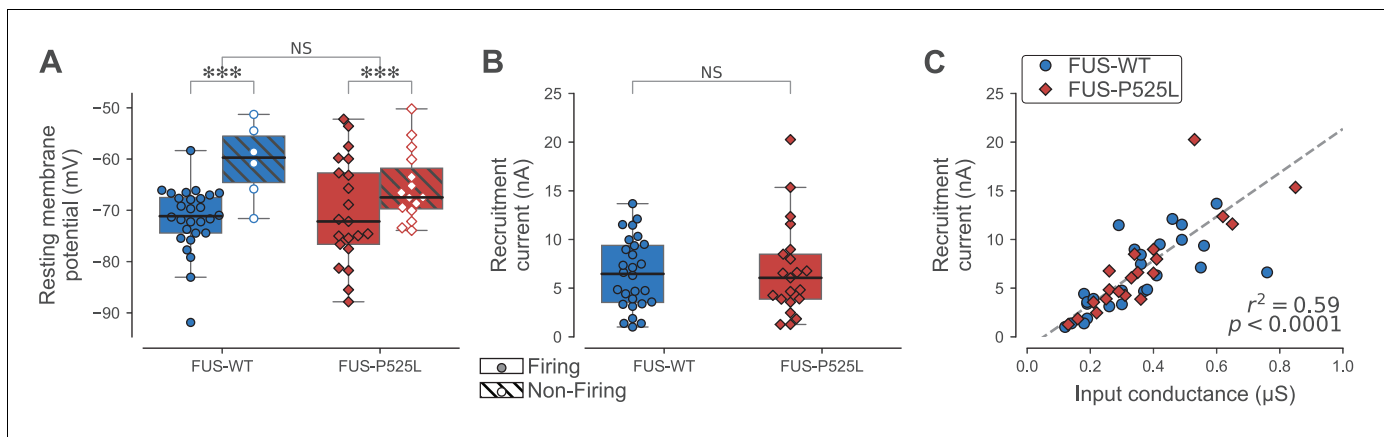 A
NS
***
***
Resting membrane
potential (mV)
−50
−60
−70
−80
−90
FUS-WT
FUS-P525L
B
NS
Recruitment
current (nA)
25
20
15
10
5
0
FUS-WT
FUS-P525L
Firing
Non-Firing
C
FUS-WT
FUS-P525L
Recruitment
current (nA)
25
20
15
10
5
0
r² = 0.59
p < 0.0001
0.0 0.2 0.4 0.6 0.8 1.0
Input conductance (µS)